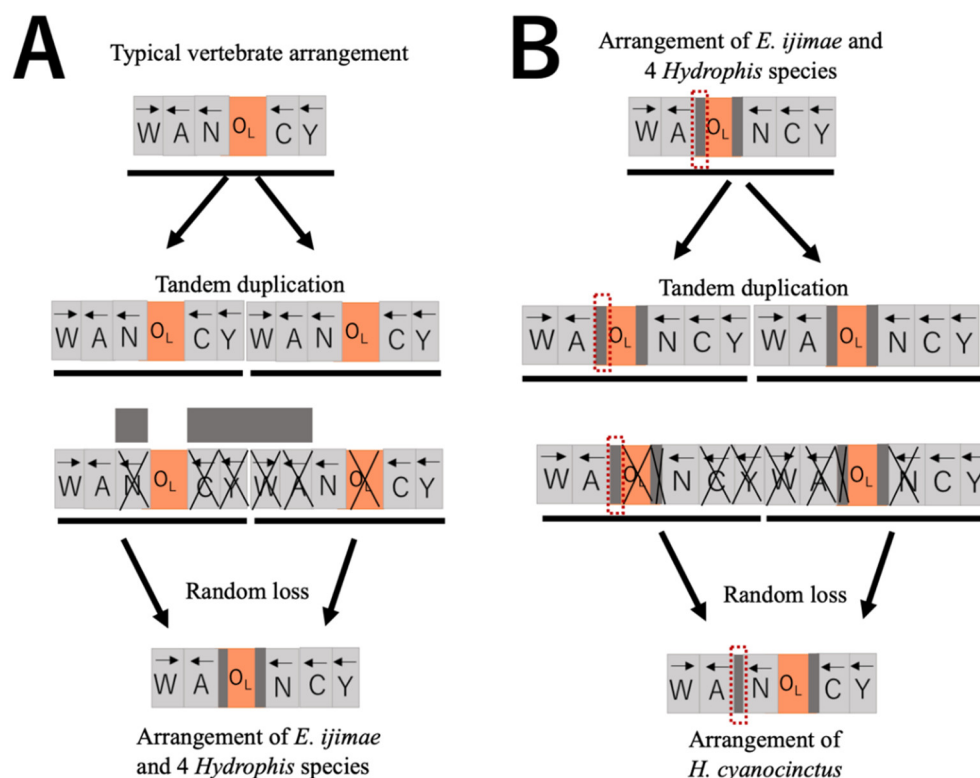 A
Typical vertebrate arrangement
W A N OL C Y
Tandem duplication
W A N OL C Y W A N OL C Y
W A N OL C Y W A N OL C Y
Random loss
W A OL N C Y
Arrangement of E. ijimae
and 4 Hydrophis species
B
Arrangement of E. ijimae and
4 Hydrophis species
W A OL N C Y
Tandem duplication
W A OL N C Y W A OL N C Y
W A OL N C Y W A OL N C Y
Random loss
W A N OL C Y
Arrangement of
H. cyanocinctus